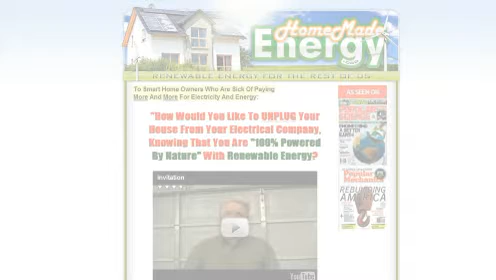 HomeMade
Energy
RENEWABLE ENERGY FOR THE REST OF US
To Smart Home Owners Who Are Sick Of Paying
More And More For Electricity And Energy:
AS SEEN ON
"How Would You Like To UNPLUG Your
House From Your Electrical Company,
Knowing That You Are "100% Powered
By Nature" With Renewable Energy?
Invitation
Popular
Mechanics
REBUILDING
AMERICA
YouTube